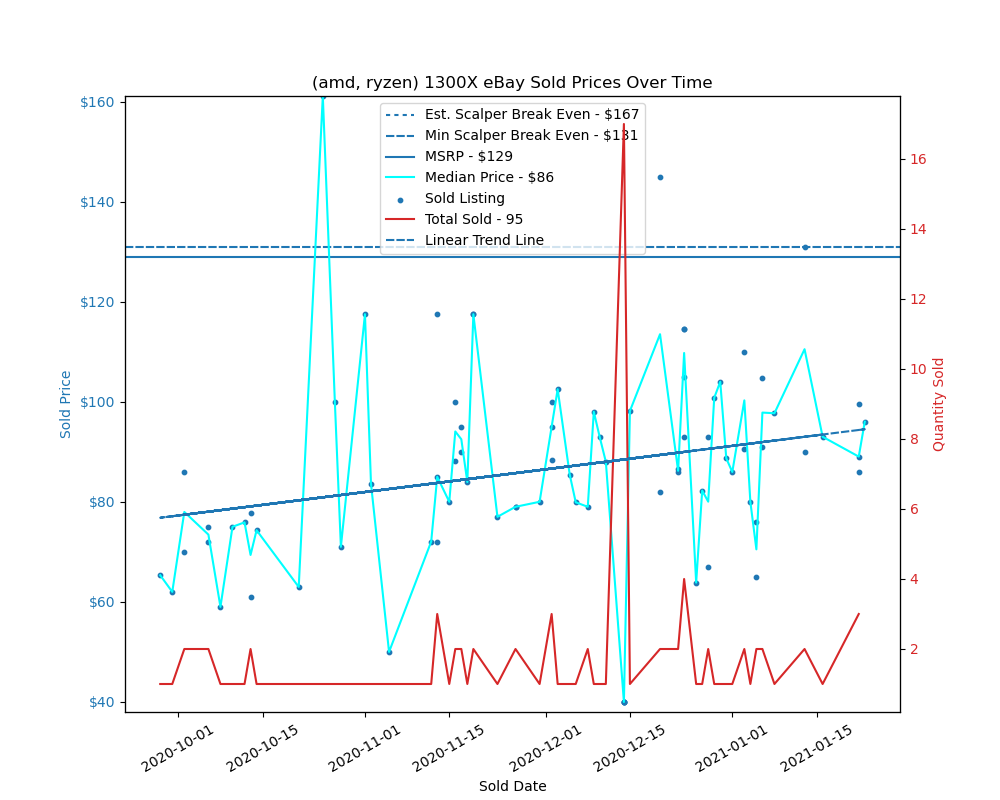 (amd, ryzen) 1300X eBay Sold Prices Over Time
Est. Scalper Break Even - $167
Min Scalper Break Even - $131
MSRP - $129
Median Price - $86
Sold Listing
Total Sold - 95
Linear Trend Line
$160
$140
$120
$100
$80
$60
$40
Sold Price
16
14
12
10
8
6
4
2
Quantity Sold
2020-10-01
2020-10-15
2020-11-01
2020-11-15
2020-12-01
2020-12-15
2021-01-01
2021-01-15
Sold Date